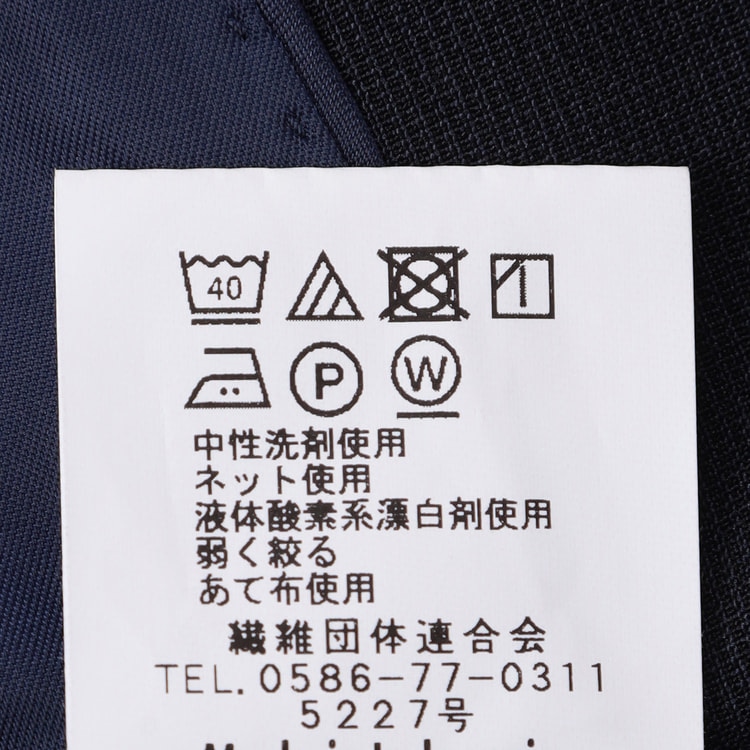 40
P W
中性洗剤使用
ネット使用
液体酸素系漂白剤使用
弱く絞る
あて布使用
繊維団体連合会
TEL.0586-77-0311
5227号